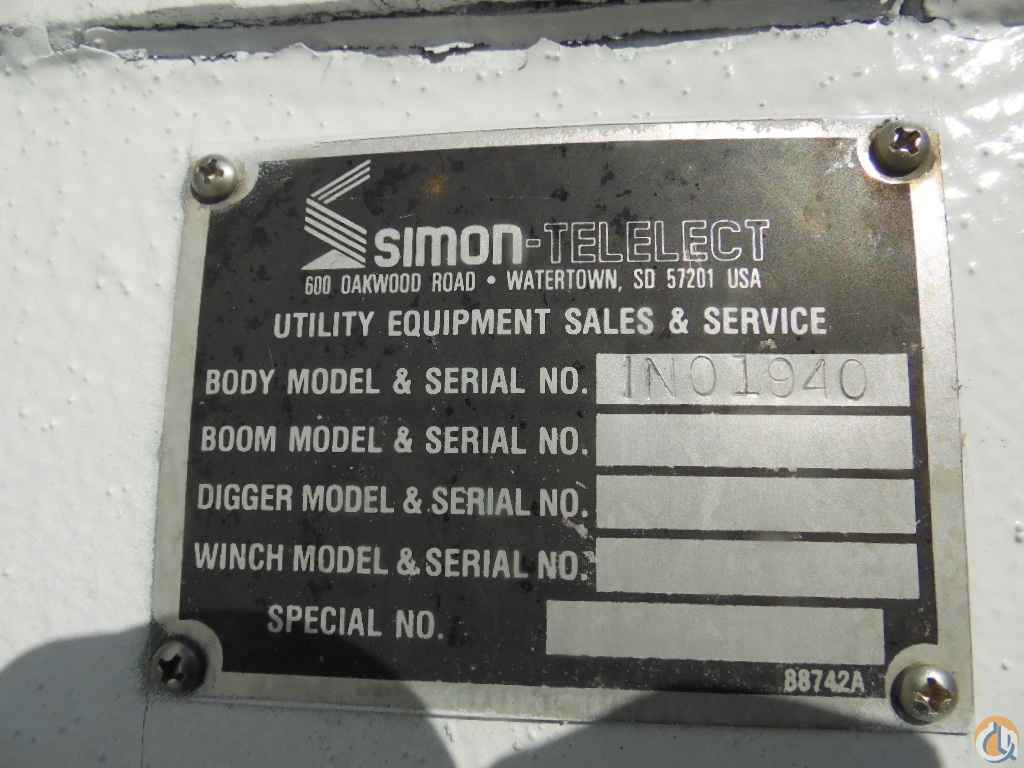 SIMON-TELELECT
600 OAKWOOD ROAD • WATERTOWN, SD 57201 USA
UTILITY EQUIPMENT SALES & SERVICE
BODY MODEL & SERIAL NO. 1N01940
BOOM MODEL & SERIAL NO.
DIGGER MODEL & SERIAL NO.
WINCH MODEL & SERIAL NO.
SPECIAL NO.
88742A